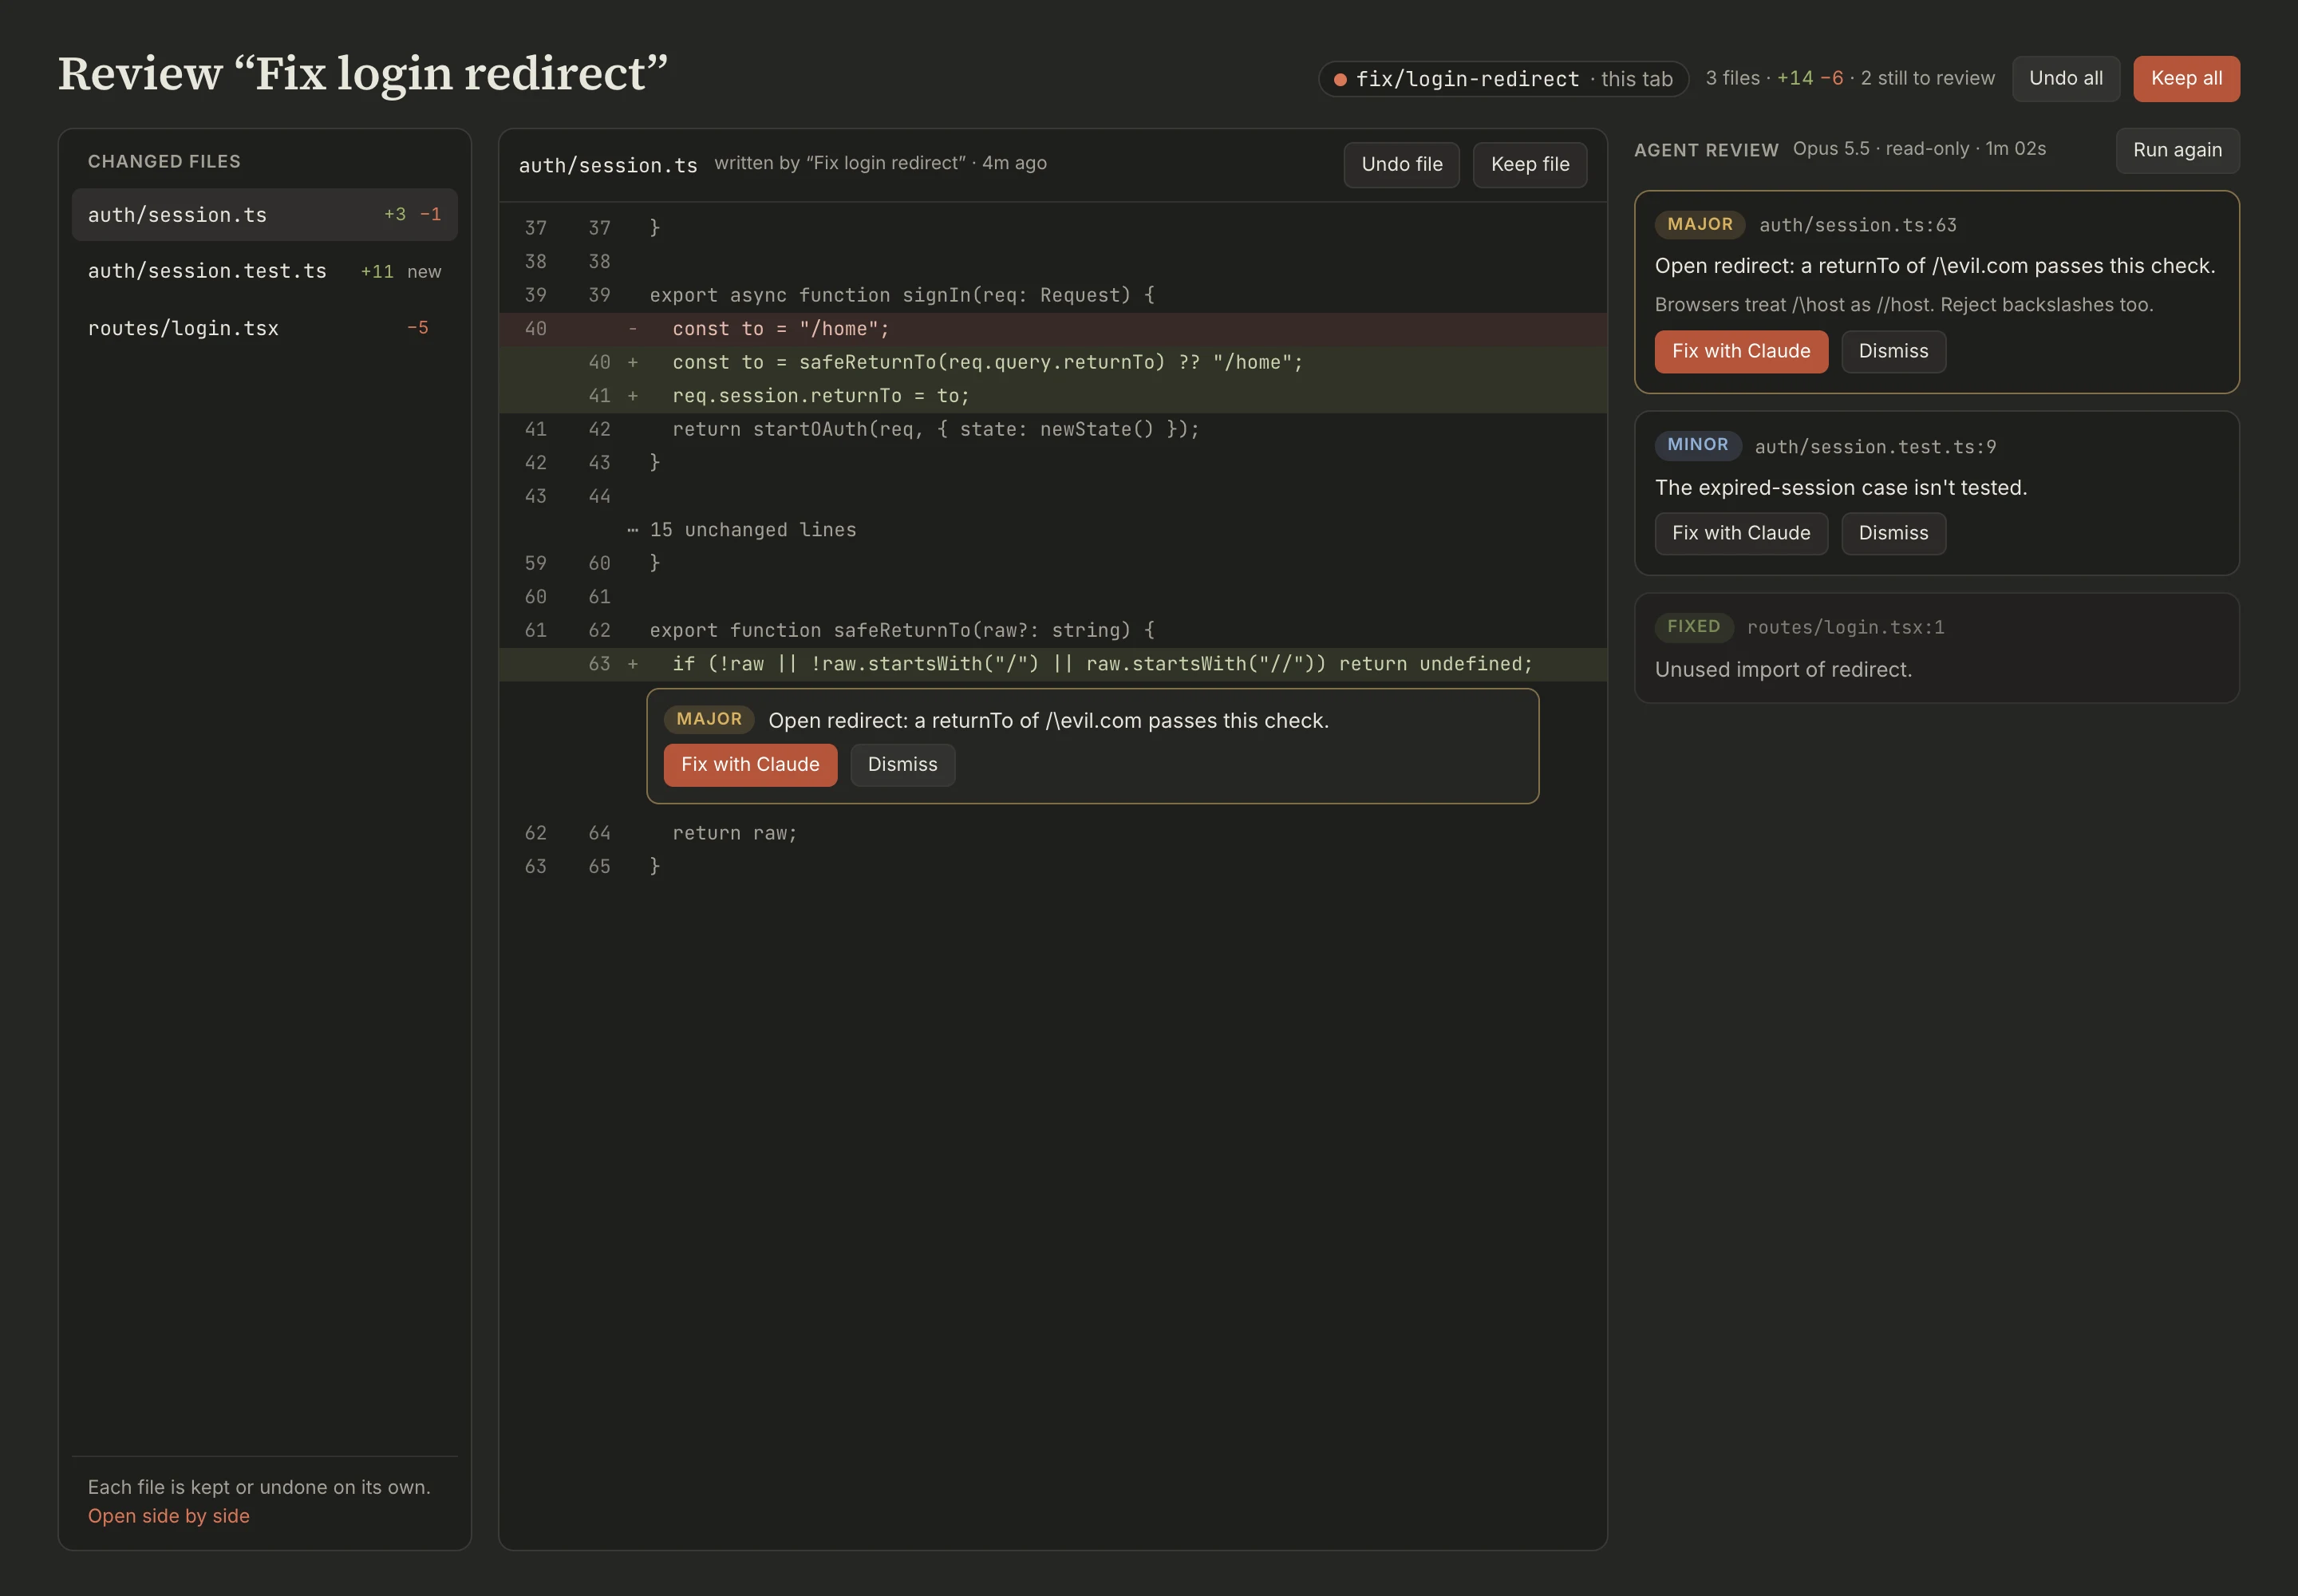 Review “Fix login redirect”
fix/login-redirect · this tab
3 files · +14 −6 · 2 still to review
Undo all
Keep all
CHANGED FILES
auth/session.ts +3 −1
auth/session.test.ts +11 new
routes/login.tsx −5
Each file is kept or undone on its own.
Open side by side
auth/session.ts written by “Fix login redirect” · 4m ago
Undo file
Keep file
37 37 }
38 38
39 39 export async function signIn(req: Request) {
40 - const to = "/home";
40 + const to = safeReturnTo(req.query.returnTo) ?? "/home";
41 + req.session.returnTo = to;
41 42 return startOAuth(req, { state: newState() });
42 43 }
43 44
⋯ 15 unchanged lines
59 60 }
60 61
61 62 export function safeReturnTo(raw?: string) {
63 + if (!raw || !raw.startsWith("/") || raw.startsWith("//")) return undefined;
MAJOR Open redirect: a returnTo of /\evil.com passes this check.
Fix with Claude
Dismiss
62 64 return raw;
63 65 }
AGENT REVIEW Opus 5.5 · read-only · 1m 02s
Run again
MAJOR auth/session.ts:63
Open redirect: a returnTo of /\evil.com passes this check.
Browsers treat /\host as //host. Reject backslashes too.
Fix with Claude
Dismiss
MINOR auth/session.test.ts:9
The expired-session case isn't tested.
Fix with Claude
Dismiss
FIXED routes/login.tsx:1
Unused import of redirect.